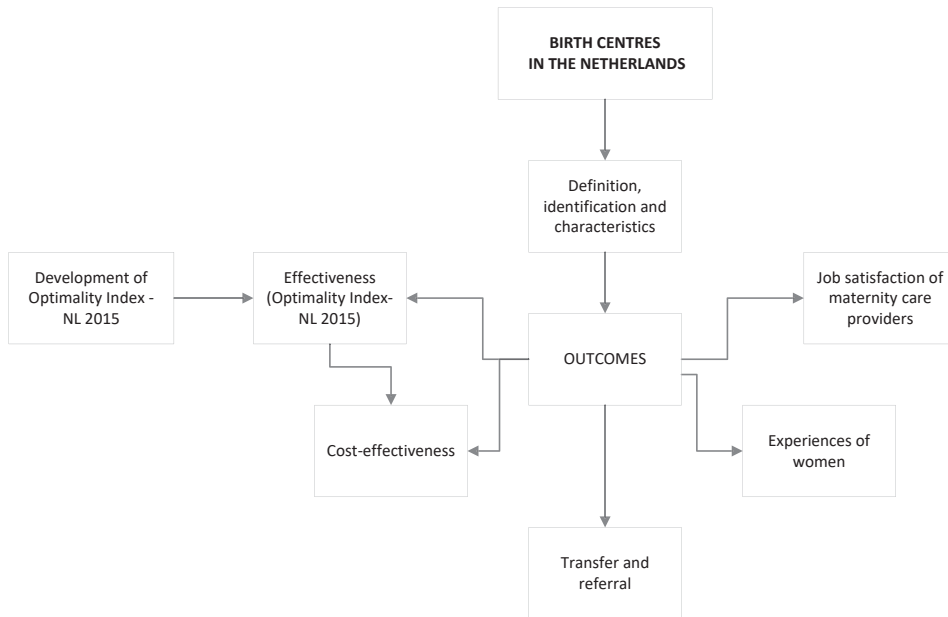 BIRTH CENTRES
IN THE NETHERLANDS
Definition,
identification and
characteristics
Development of
Optimality Index -
NL 2015
Effectiveness
(Optimality Index-
NL 2015)
Job satisfaction of
maternity care
providers
OUTCOMES
Cost-effectiveness
Experiences of
women
Transfer and
referral